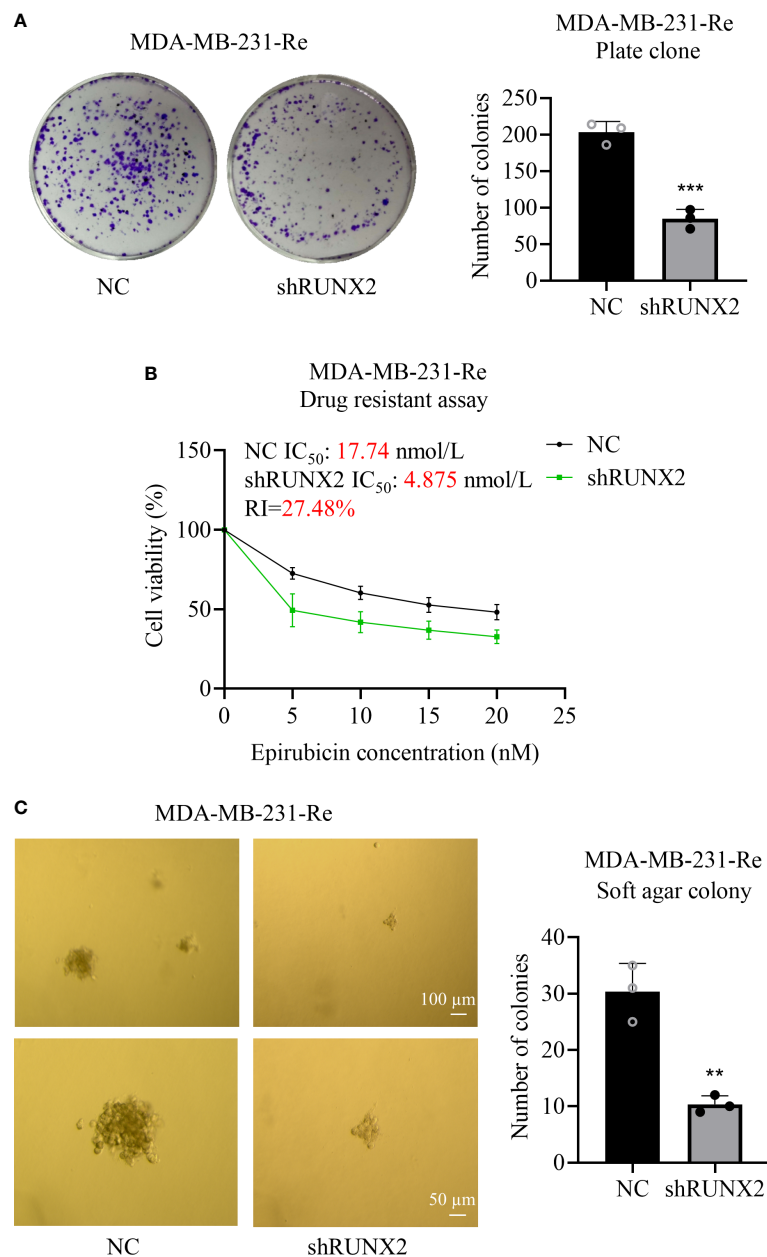 A
MDA-MB-231-Re
NC
shRUNX2
MDA-MB-231-Re
Plate clone
Number of colonies
250
200
150
100
50
0
***
NC
shRUNX2
B
MDA-MB-231-Re
Drug resistant assay
Cell viability (%)
150
100
50
0
NC IC50: 17.74 nmol/L
shRUNX2 IC50: 4.875 nmol/L
RI=27.48%
NC
shRUNX2
0 5 10 15 20 25
Epirubicin concentration (nM)
C
MDA-MB-231-Re
100 µm
50 µm
NC
shRUNX2
MDA-MB-231-Re
Soft agar colony
Number of colonies
40
30
20
10
0
**
NC
shRUNX2